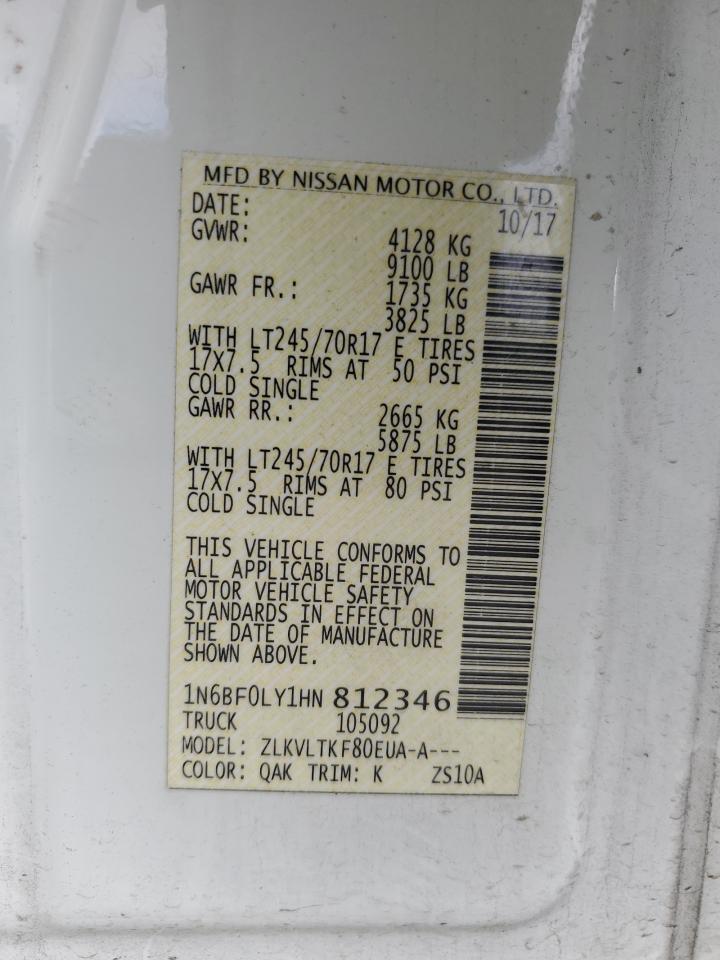 MFD BY NISSAN MOTOR CO., LTD.
DATE: 10/17
GVWR: 4128 KG
9100 LB
GAWR FR.: 1735 KG
3825 LB
WITH LT245/70R17 E TIRES
17X7.5 RIMS AT 50 PSI
COLD SINGLE
GAWR RR.: 2665 KG
5875 LB
WITH LT245/70R17 E TIRES
17X7.5 RIMS AT 80 PSI
COLD SINGLE
THIS VEHICLE CONFORMS TO
ALL APPLICABLE FEDERAL
MOTOR VEHICLE SAFETY
STANDARDS IN EFFECT ON
THE DATE OF MANUFACTURE
SHOWN ABOVE.
1N6BF0LY1HN 812346
TRUCK 105092
MODEL: ZLKVLTKF80EUA-A---
COLOR: QAK TRIM: K ZS10A